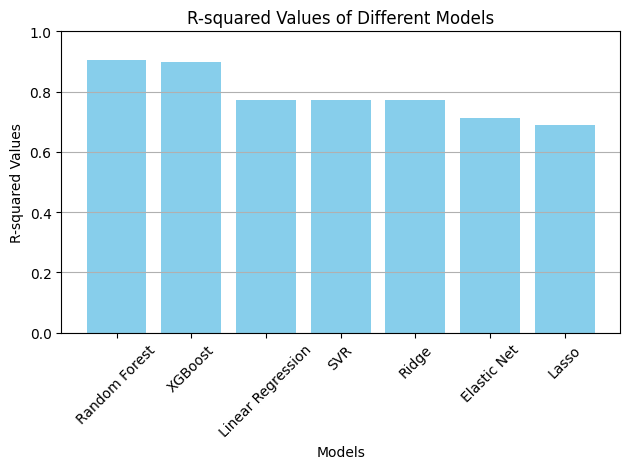 R-squared Values of Different Models
R-squared Values
1.0
0.8
0.6
0.4
0.2
0.0
Random Forest
XGBoost
Linear Regression
SVR
Ridge
Elastic Net
Lasso
Models